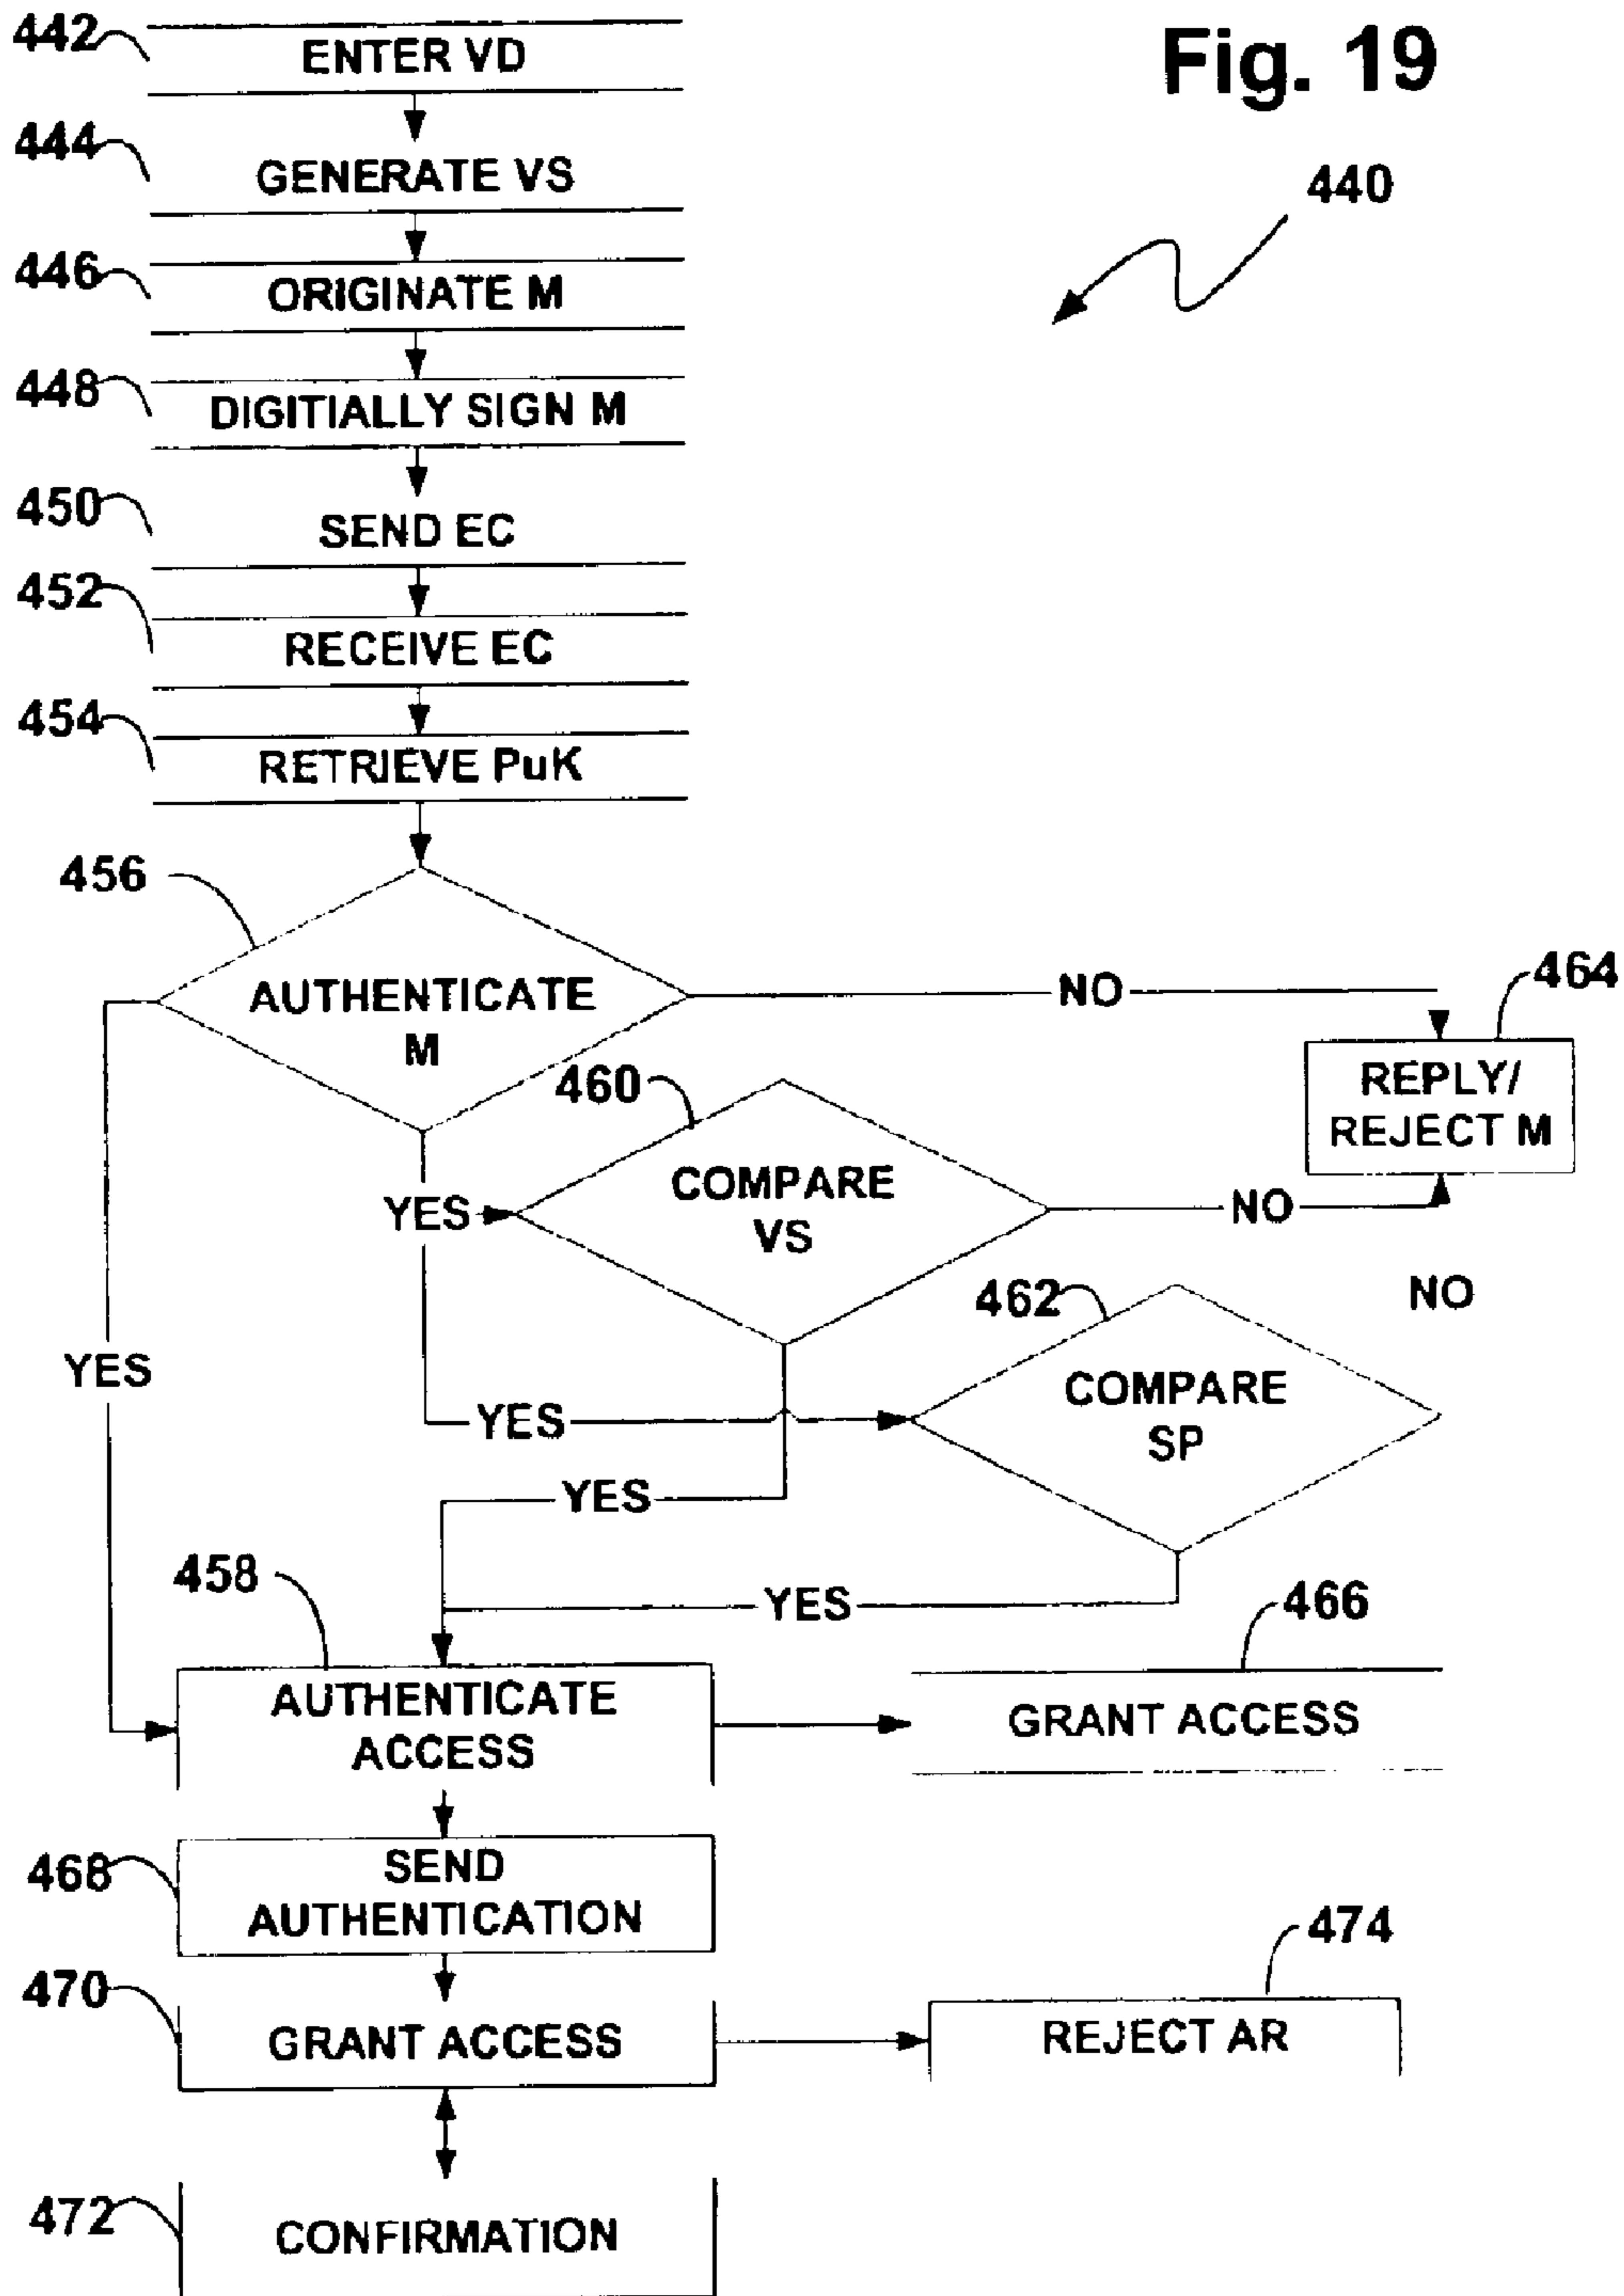 Fig. 19
440
442
ENTER VD
444
GENERATE VS
446
ORIGINATE M
448
DIGITIALLY SIGN M
450
SEND EC
452
RECEIVE EC
454
RETRIEVE PuK
456
AUTHENTICATE
M
NO
464
REPLY/
REJECT M
460
COMPARE
VS
YES
NO
462
NO
COMPARE
SP
YES
YES
YES
YES
458
AUTHENTICATE
ACCESS
466
GRANT ACCESS
468
SEND
AUTHENTICATION
470
GRANT ACCESS
474
REJECT AR
472
CONFIRMATION